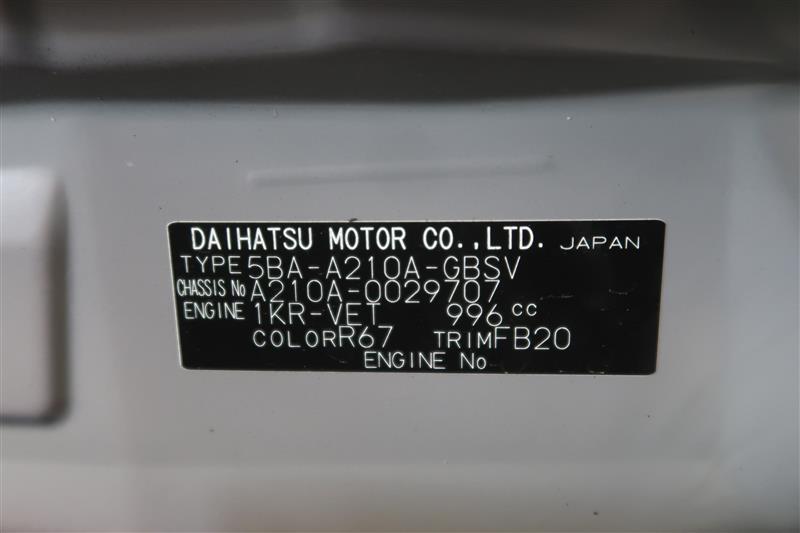 DAIHATSU MOTOR CO.,LTD. JAPAN
TYPE 5BA-A210A-GBSV
CHASSIS No A210A-0029707
ENGINE 1KR-VET 996 cc
COLOR R67 TRIM FB20
ENGINE No